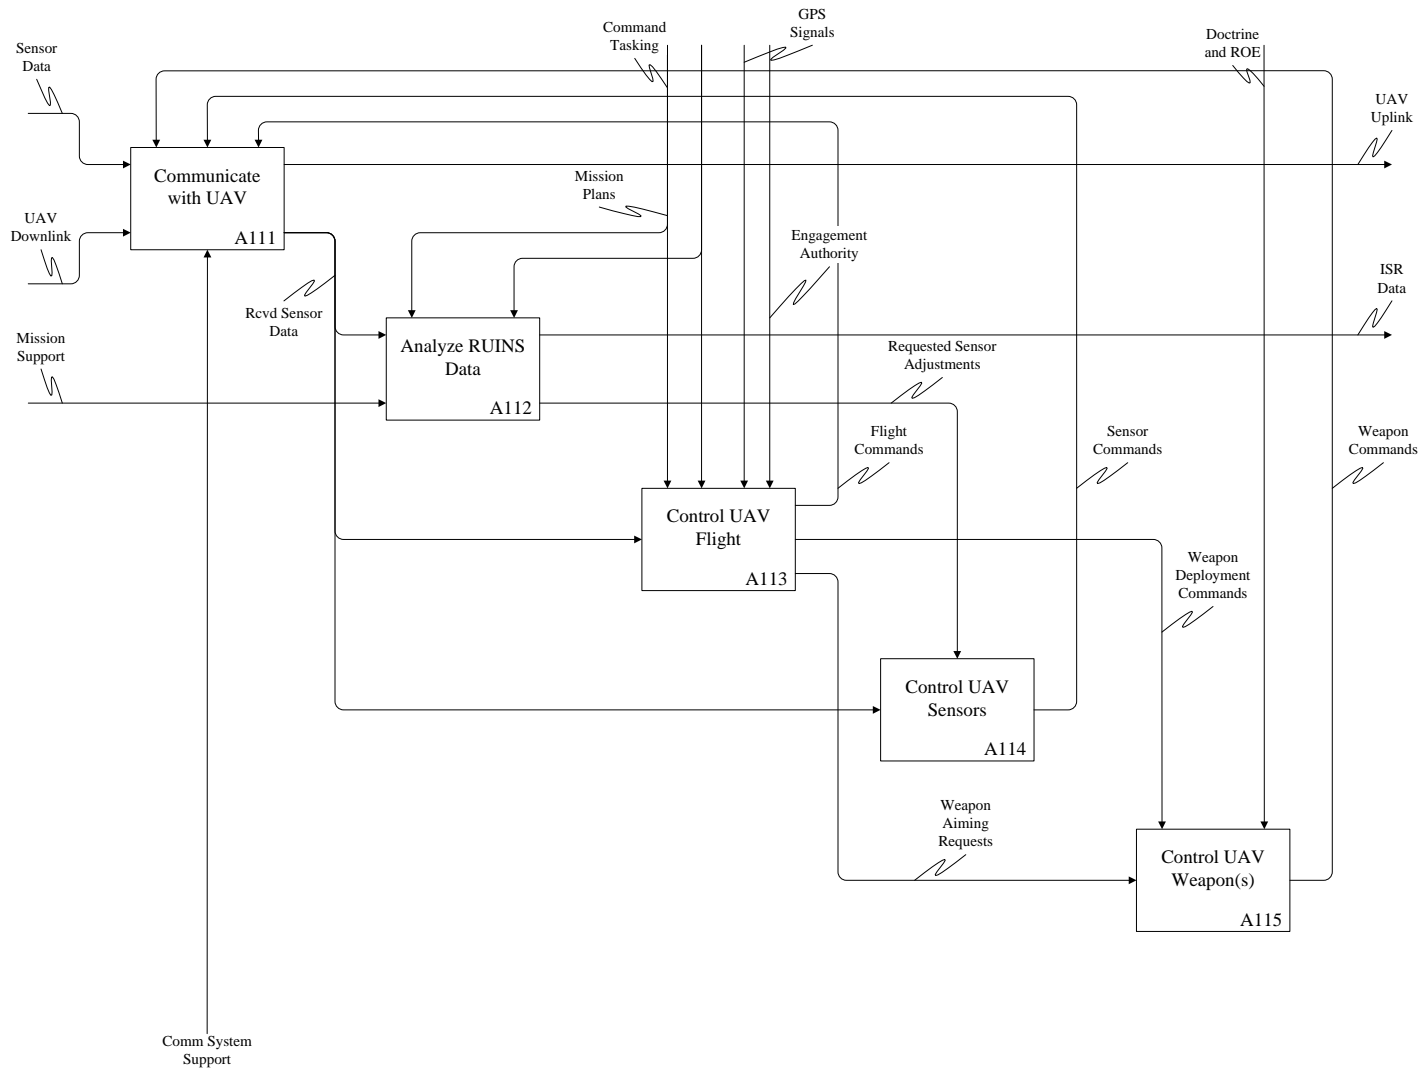 Command
Tasking
GPS
Signals
Doctrine
and ROE
Sensor
Data
UAV
Uplink
Communicate
with UAV
A111
Mission
Plans
UAV
Downlink
Engagement
Authority
ISR
Data
Rcvd Sensor
Data
Mission
Support
Analyze RUINS
Data
A112
Requested Sensor
Adjustments
Flight
Commands
Sensor
Commands
Weapon
Commands
Control UAV
Flight
A113
Weapon
Deployment
Commands
Control UAV
Sensors
A114
Weapon
Aiming
Requests
Control UAV
Weapon(s)
A115
Comm System
Support